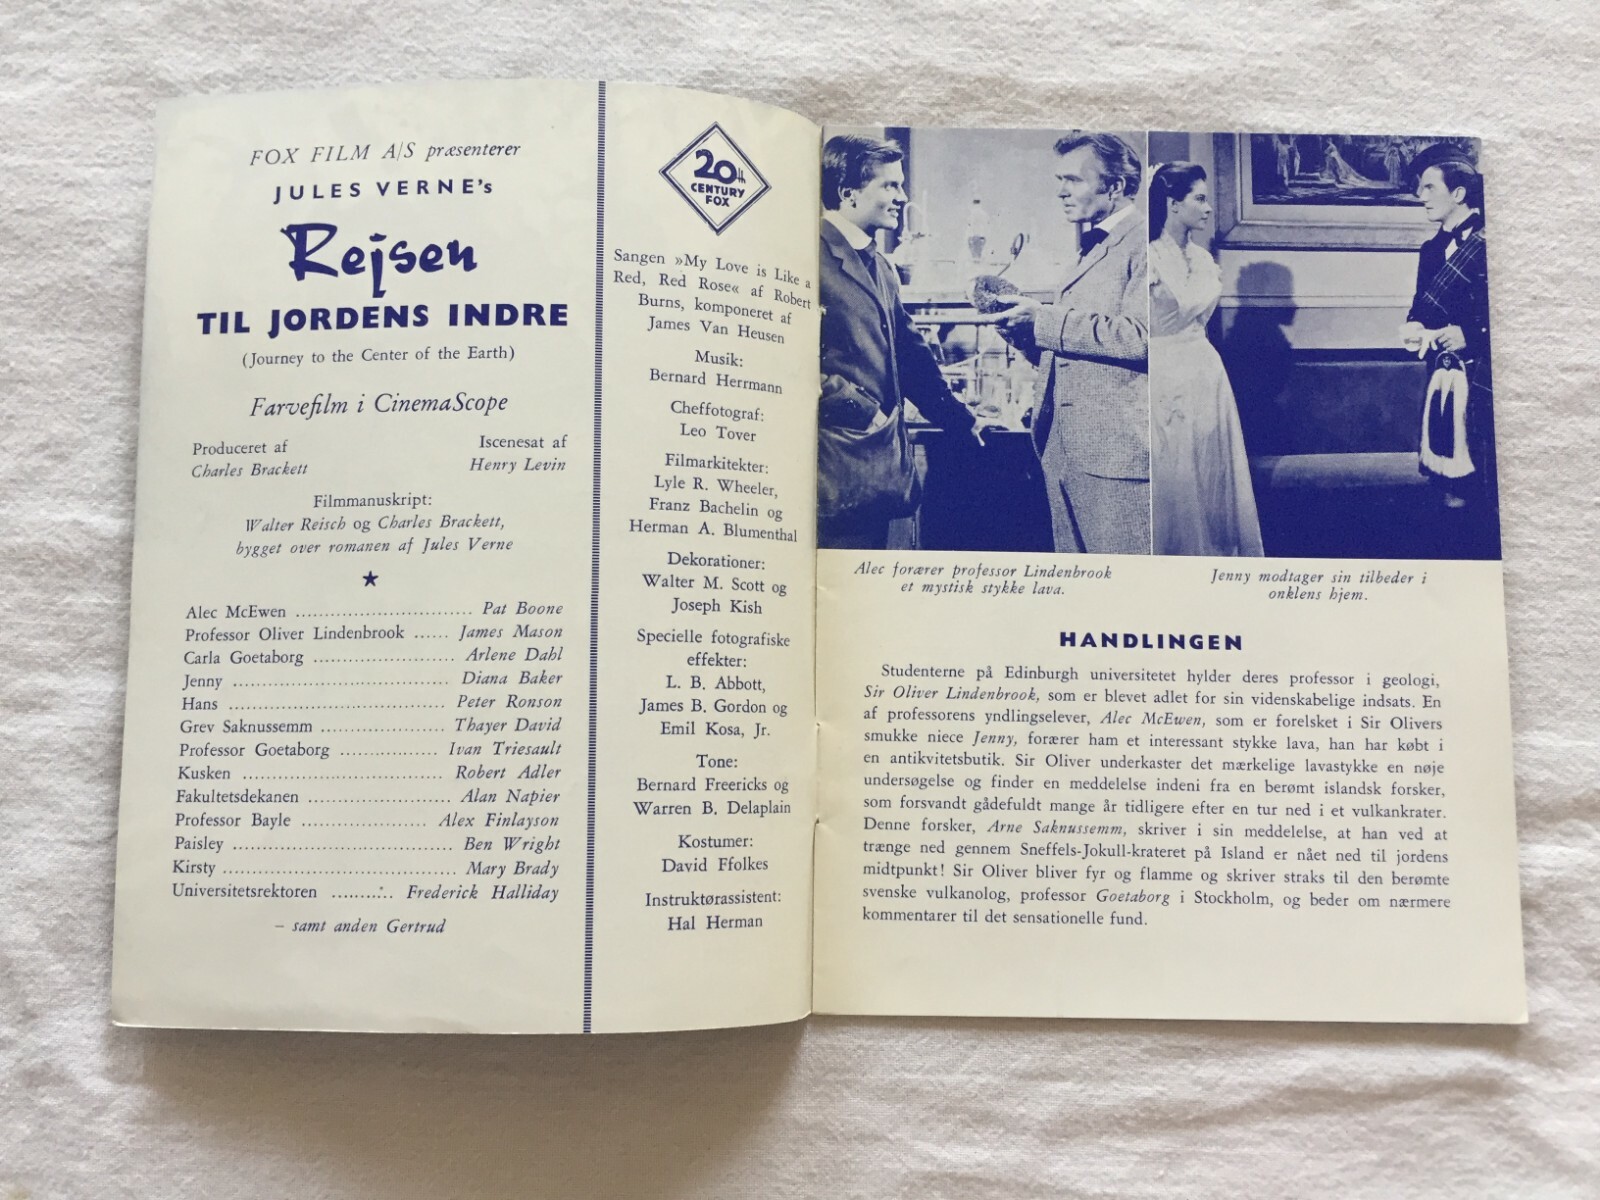 FOX FILM A/S præsenterer
JULES VERNE's
Rejsen
TIL JORDENS INDRE
(Journey to the Center of the Earth)
Farvefilm i CinemaScope
Produceret af
Charles Brackett
Iscenesat af
Henry Levin
Filmmanuskript:
Walter Reisch og Charles Brackett,
bygget over romanen af Jules Verne
★
Alec McEwen .............................. Pat Boone
Professor Oliver Lindenbrook ...... James Mason
Carla Goetaborg ........................ Arlene Dahl
Jenny ..................................... Diana Baker
Hans ..................................... Peter Ronson
Grev Saknussemm ..................... Thayer David
Professor Goetaborg ................. Ivan Triesault
Kusken .................................. Robert Adler
Fakultetsdekanen ........................ Alan Napier
Professor Bayle ..................... Alex Finlayson
Paisley ...................................... Ben Wright
Kirsty ........................................ Mary Brady
Universitetsrektoren .......... Frederick Halliday
– samt anden Gertrud
20th
CENTURY
FOX
Sangen »My Love is Like a
Red, Red Rose« af Robert
Burns, komponeret af
James Van Heusen
Musik:
Bernard Herrmann
Cheffotograf:
Leo Tover
Filmarkitekter:
Lyle R. Wheeler,
Franz Bachelin og
Herman A. Blumenthal
Dekorationer:
Walter M. Scott og
Joseph Kish
Specielle fotografiske
effekter:
L. B. Abbott,
James B. Gordon og
Emil Kosa, Jr.
Tone:
Bernard Freericks og
Warren B. Delaplain
Kostumer:
David Ffolkes
Instruktørassistent:
Hal Herman
Alec forærer professor Lindenbrook
et mystisk stykke lava.
Jenny modtager sin tilbeder i
onklens hjem.
HANDLINGEN
Studenterne på Edinburgh universitetet hylder deres professor i geologi,
Sir Oliver Lindenbrook, som er blevet adlet for sin videnskabelige indsats. En
af professorens yndlingselever, Alec McEwen, som er forelsket i Sir Olivers
smukke niece Jenny, forærer ham et interessant stykke lava, han har købt i
en antikvitetsbutik. Sir Oliver underkaster det mærkelige lavastykke en nøje
undersøgelse og finder en meddelelse indeni fra en berømt islandsk forsker,
som forsvandt gådefuldt mange år tidligere efter en tur ned i et vulkankrater.
Denne forsker, Arne Saknussemm, skriver i sin meddelelse, at han ved at
trænge ned gennem Sneffels-Jokull-krateret på Island er nået ned til jordens
midtpunkt! Sir Oliver bliver fyr og flamme og skriver straks til den berømte
svenske vulkanolog, professor Goetaborg i Stockholm, og beder om nærmere
kommentarer til det sensationelle fund.